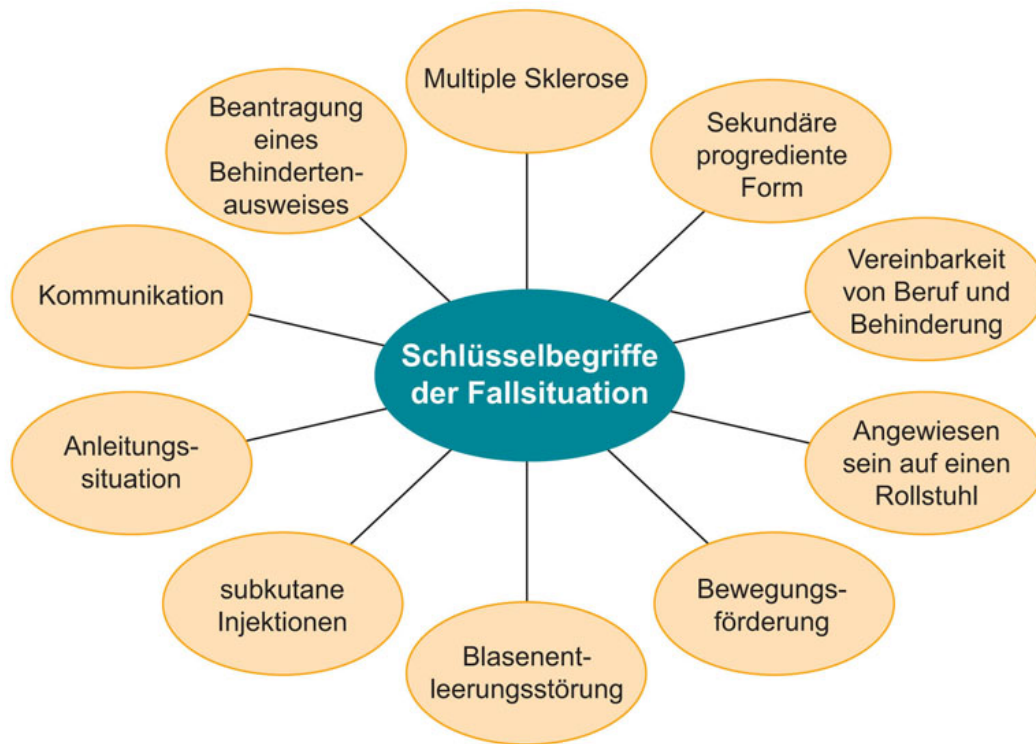 Multiple Sklerose
Sekundäre
progrediente
Form
Vereinbarkeit
von Beruf und
Behinderung
Angewiesen
sein auf einen
Rollstuhl
Bewegungs-
förderung
Blasenent-
leerungsstörung
subkutane
Injektionen
Anleitungs-
situation
Kommunikation
Beantragung
eines
Behinderten-
ausweises
Schlüsselbegriffe
der Fallsituation